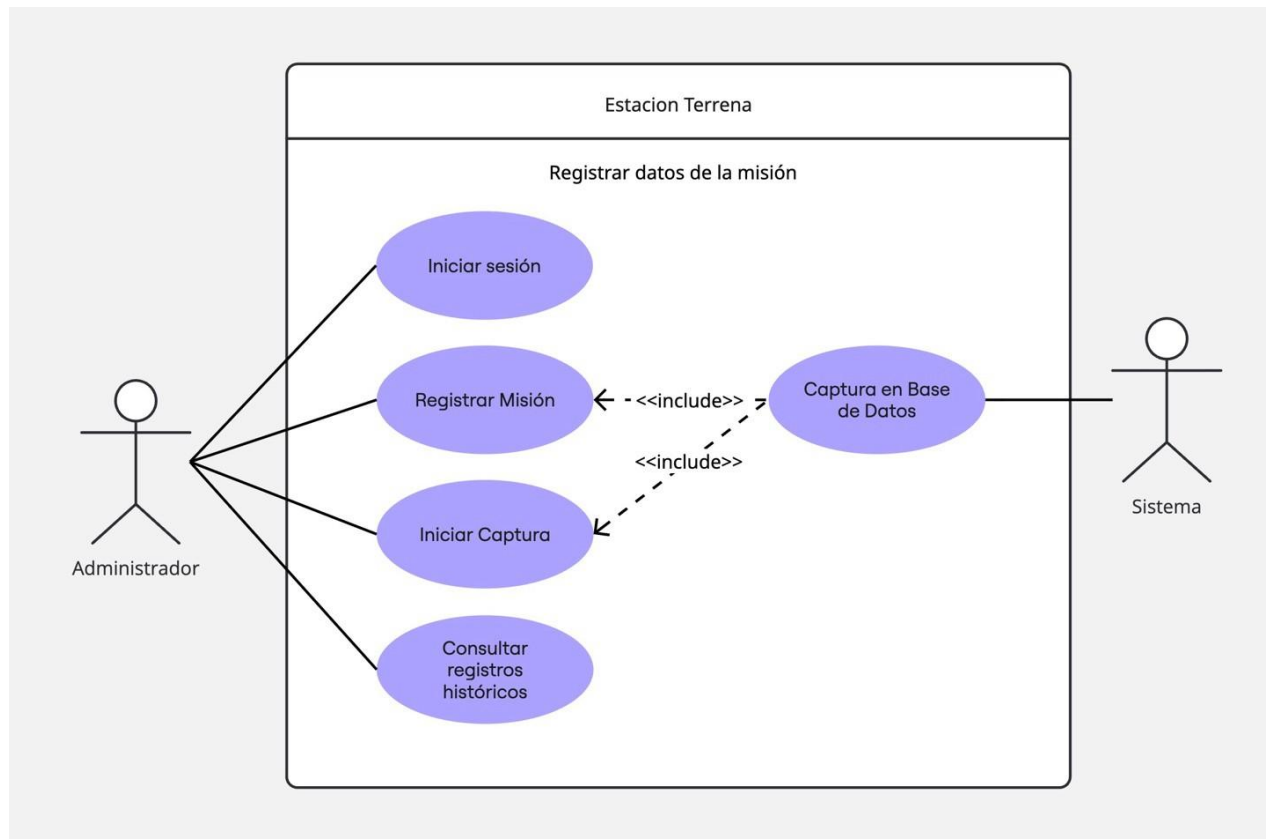 Estacion Terrena
Registrar datos de la misión
Iniciar sesión
Registrar Misión
<<include>>
Captura en Base
de Datos
<<include>>
Iniciar Captura
Consultar
registros
históricos
Administrador
Sistema